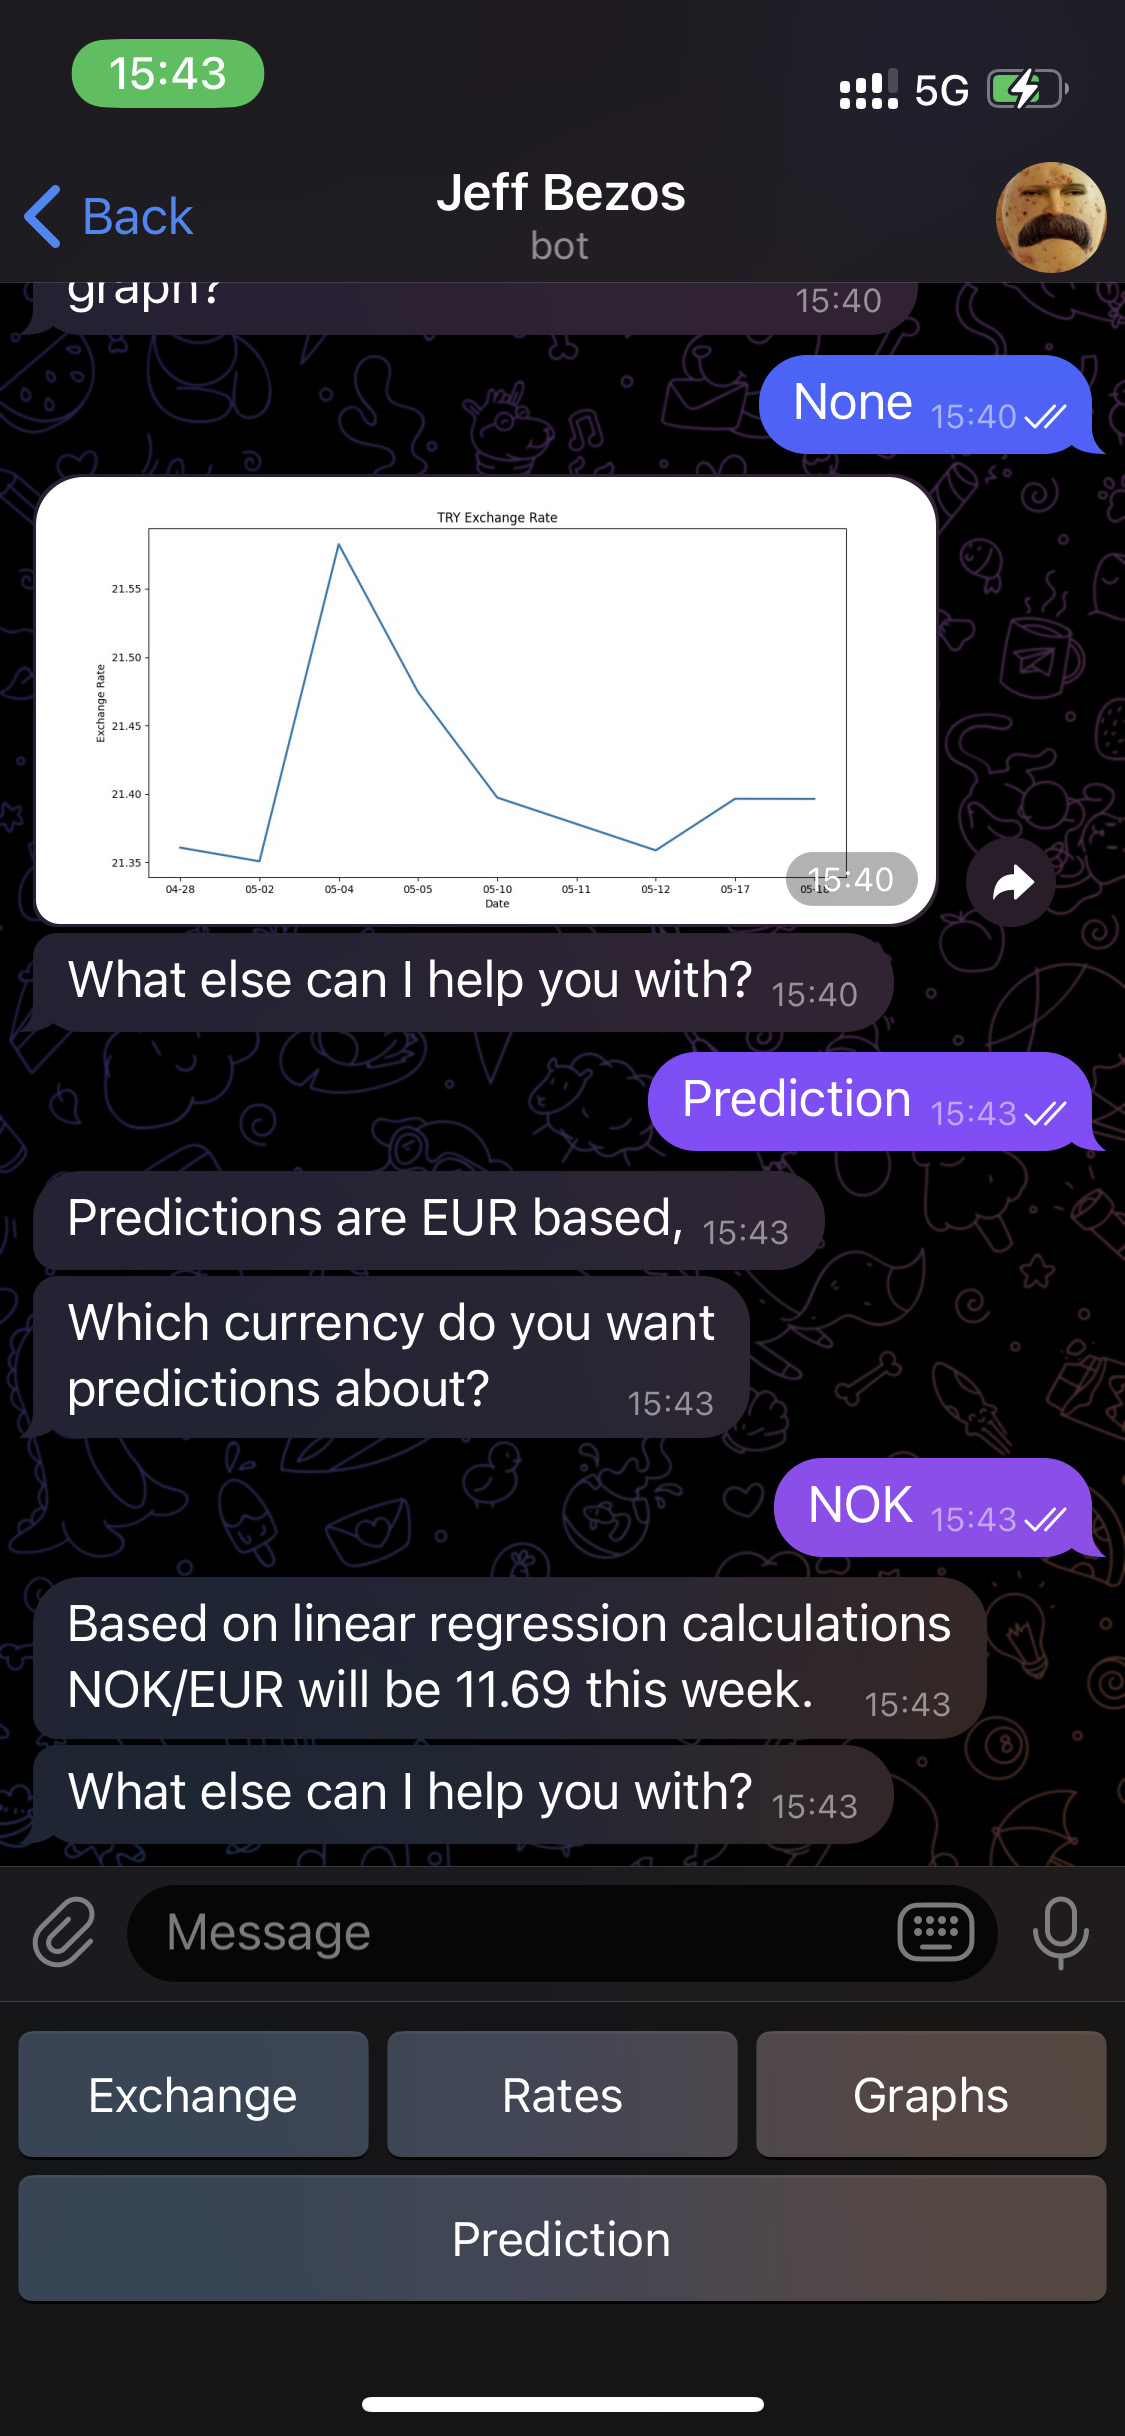 15:43
5G
Back
Jeff Bezos
bot
graph?
15:40
None 15:40
TRY Exchange Rate
21.55
21.50
21.45
21.40
21.35
Exchange Rate
04-28 05-02 04 05-04 05-05 05-10 05-11 05-12 05-17 05-18
Date
15:40
What else can I help you with? 15:40
Prediction 15:43
Predictions are EUR based, 15:43
Which currency do you want
predictions about? 15:43
NOK 15:43
Based on linear regression calculations
NOK/EUR will be 11.69 this week. 15:43
What else can I help you with? 15:43
Message
Exchange
Rates
Graphs
Prediction